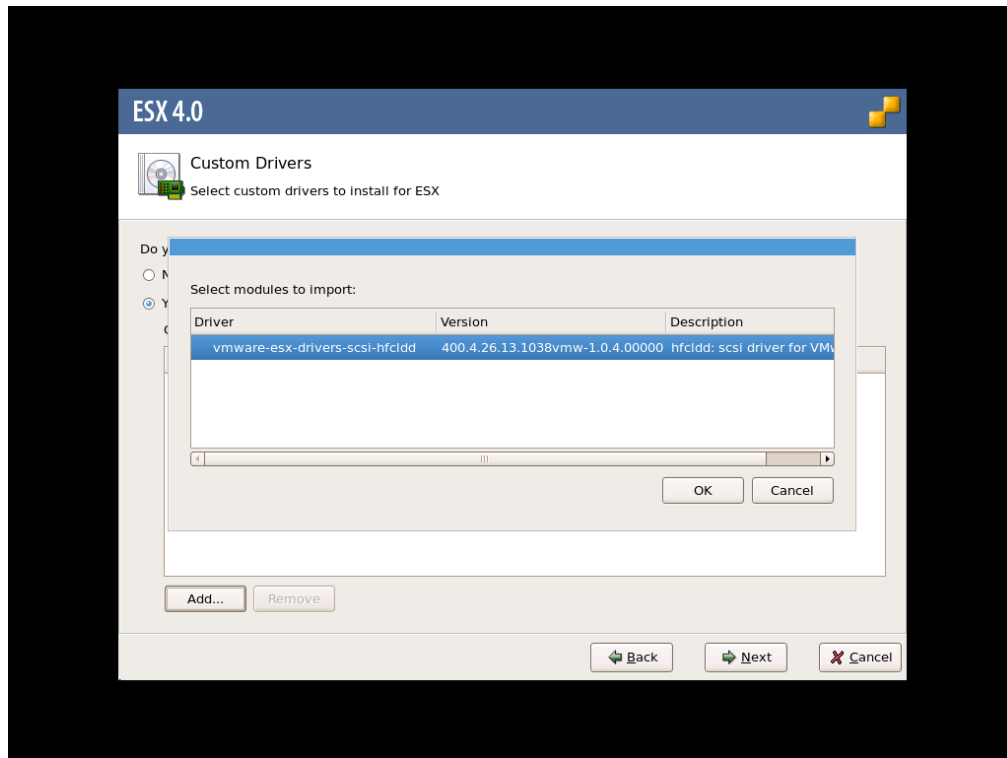 ESX 4.0
Custom Drivers
Select custom drivers to install for ESX
Do y
N
Y
Select modules to import:
Driver Version Description
vmware-esx-drivers-scsi-hfcldd 400.4.26.13.1038vmw-1.0.4.00000 hfcldd: scsi driver for VMw
OK Cancel
Add... Remove
Back Next Cancel